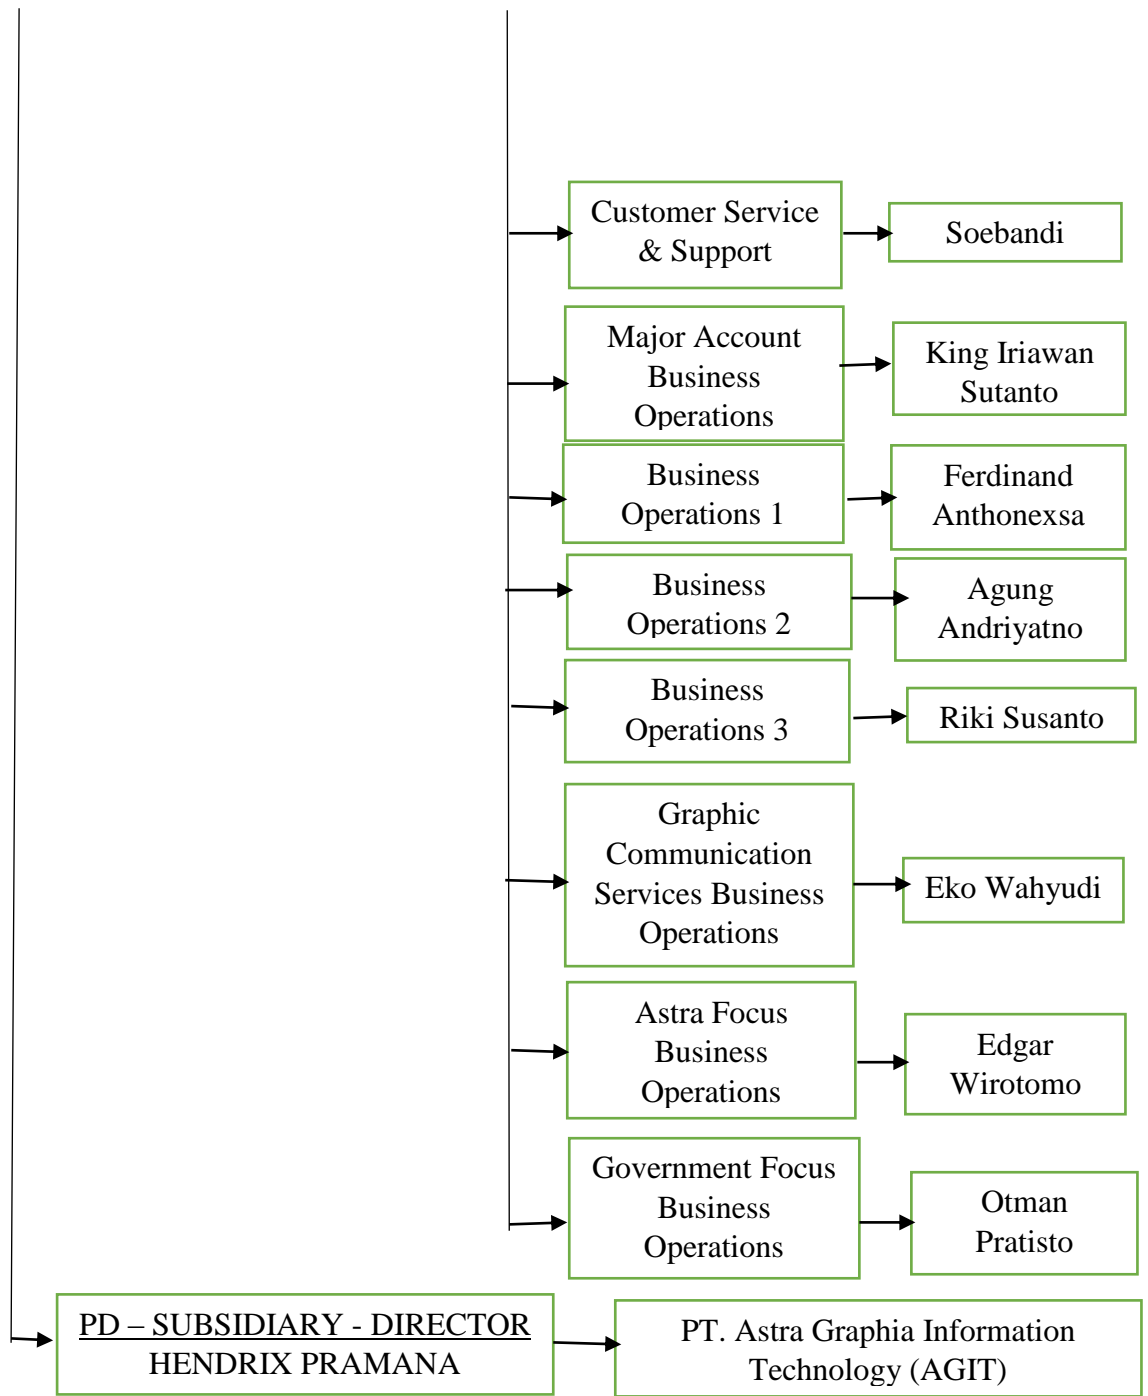 Customer Service
& Support
Soebandi
Major Account
Business
Operations
King Iriawan
Sutanto
Business
Operations 1
Ferdinand
Anthonexsa
Business
Operations 2
Agung
Andriyatno
Business
Operations 3
Riki Susanto
Graphic
Communication
Services Business
Operations
Eko Wahyudi
Astra Focus
Business
Operations
Edgar
Wirotomo
Government Focus
Business
Operations
Otman
Pratisto
PD – SUBSIDIARY - DIRECTOR
HENDRIX PRAMANA
PT. Astra Graphia Information
Technology (AGIT)